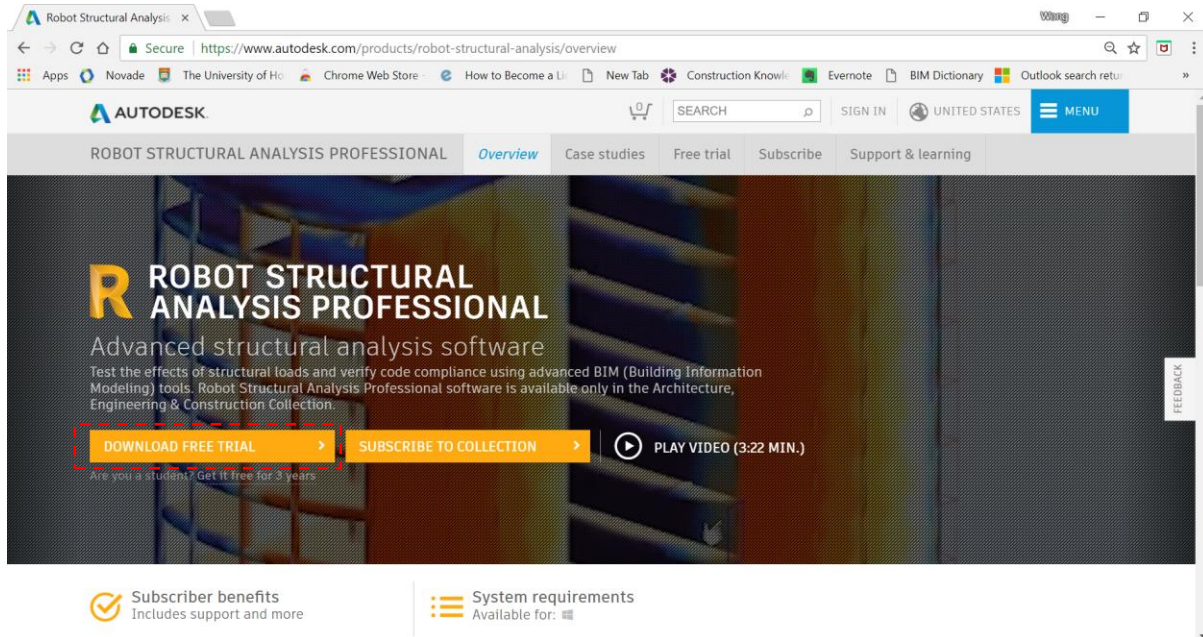 Robot Structural Analysis
Wong
Secure https://www.autodesk.com/products/robot-structural-analysis/overview
Apps Novade The University of Ho Chrome Web Store - How to Become a Li New Tab Construction Knowle Evernote BIM Dictionary Outlook search retur »
AUTODESK. 0 SEARCH SIGN IN UNITED STATES MENU
ROBOT STRUCTURAL ANALYSIS PROFESSIONAL Overview Case studies Free trial Subscribe Support & learning
R ROBOT STRUCTURAL
ANALYSIS PROFESSIONAL
Advanced structural analysis software
Test the effects of structural loads and verify code compliance using advanced BIM (Building Information
Modeling) tools. Robot Structural Analysis Professional software is available only in the Architecture,
Engineering & Construction Collection.
FEEDBACK
DOWNLOAD FREE TRIAL > SUBSCRIBE TO COLLECTION > PLAY VIDEO (3:22 MIN.)
Are you a student? Get it free for 3 years
Subscriber benefits
Includes support and more
System requirements
Available for: